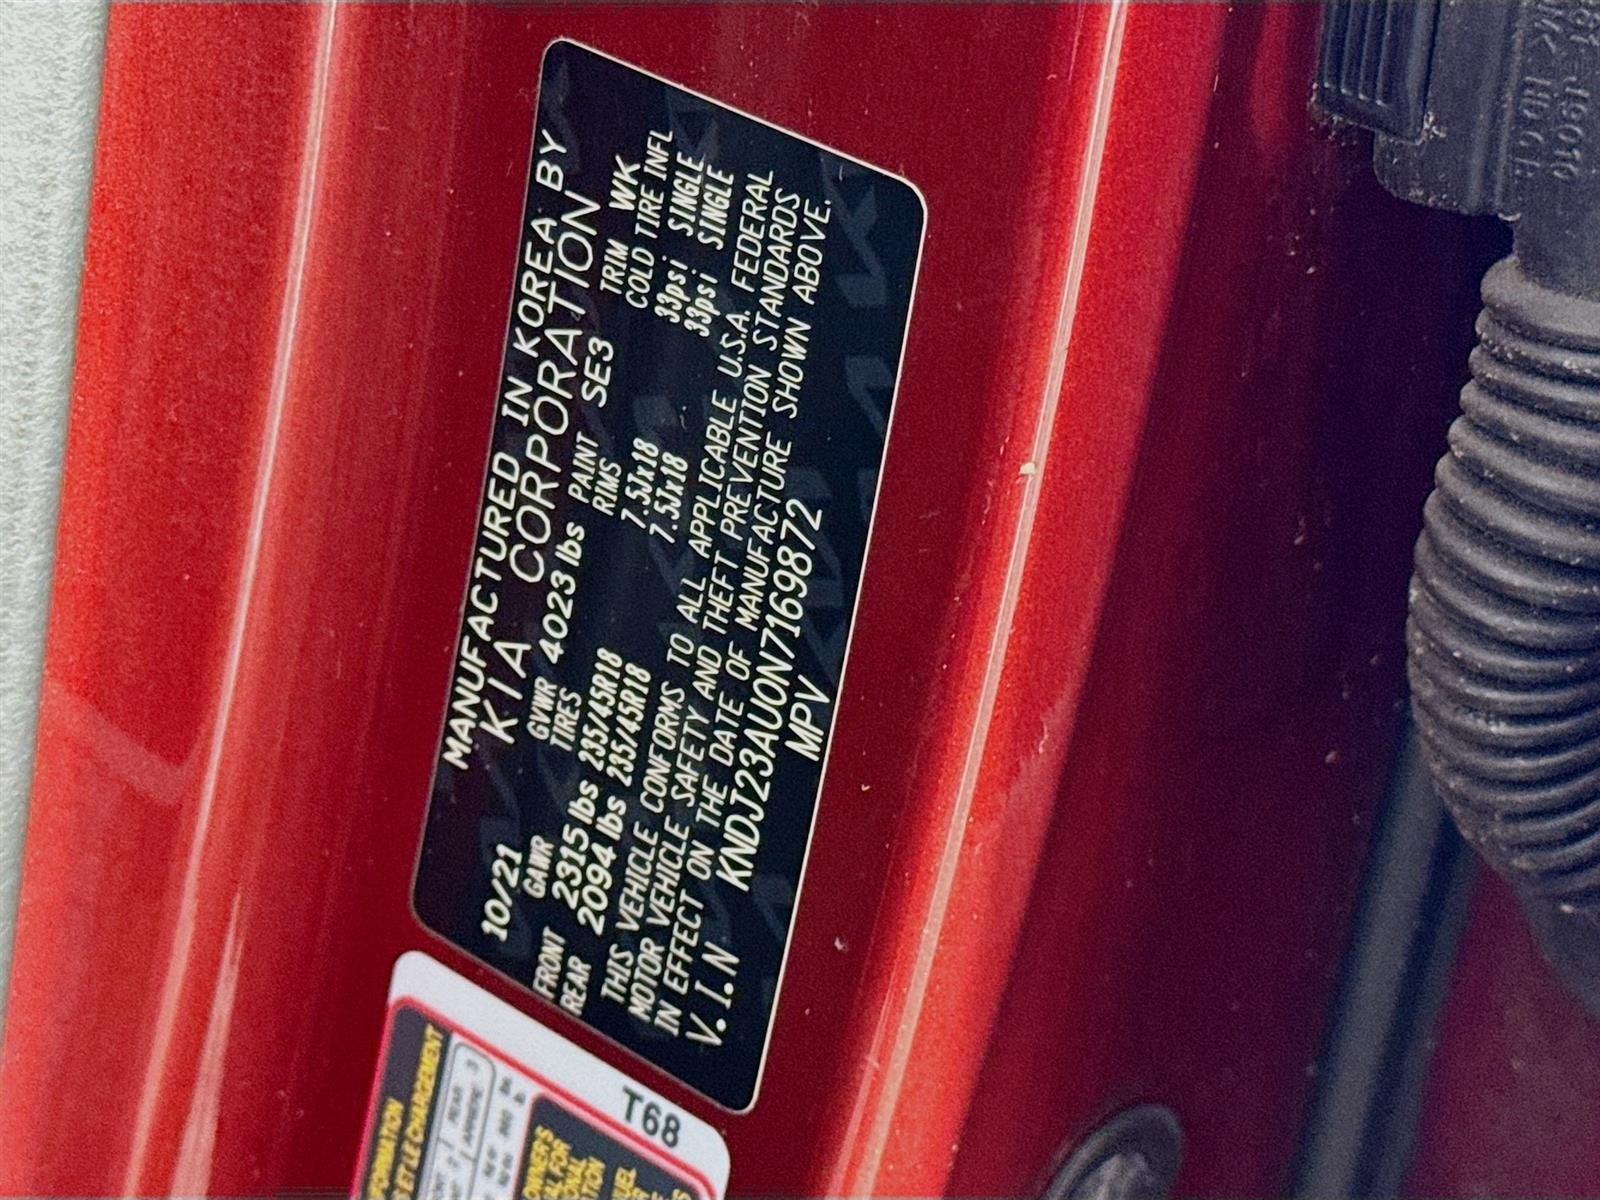 MANUFACTURED IN KOREA BY
10/21 KIA CORPORATION
GAWR GVWR 4023 lbs PAINT SE3 TRIM WK
TIRES RIMS COLD TIRE INFL
FRONT 2315 lbs 235/45R18 7.5Jx18 33psi SINGLE
REAR 2094 lbs 235/45R18 7.5Jx18 33psi SINGLE
THIS VEHICLE CONFORMS TO ALL APPLICABLE U.S.A. FEDERAL
MOTOR VEHICLE SAFETY AND THEFT PREVENTION STANDARDS
IN EFFECT ON THE DATE OF MANUFACTURE SHOWN ABOVE.
V.I.N KNDJ23AU0N7169872
MPV
T68